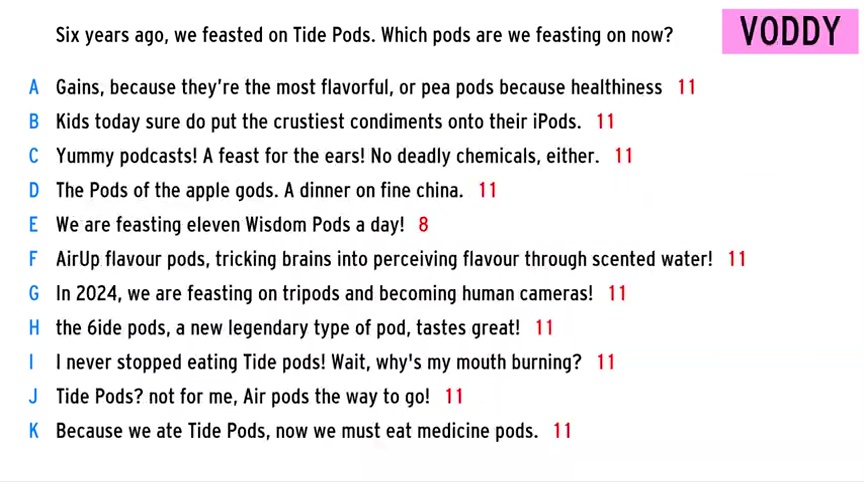 Six years ago, we feasted on Tide Pods. Which pods are we feasting on now?
VODDY
A Gains, because they're the most flavorful, or pea pods because healthiness 11
B Kids today sure do put the crustiest condiments onto their iPods. 11
C Yummy podcasts! A feast for the ears! No deadly chemicals, either. 11
D The Pods of the apple gods. A dinner on fine china. 11
E We are feasting eleven Wisdom Pods a day! 8
F AirUp flavour pods, tricking brains into perceiving flavour through scented water! 11
G In 2024, we are feasting on tripods and becoming human cameras! 11
H the 6ide pods, a new legendary type of pod, tastes great! 11
I I never stopped eating Tide pods! Wait, why's my mouth burning? 11
J Tide Pods? not for me, Air pods the way to go! 11
K Because we ate Tide Pods, now we must eat medicine pods. 11